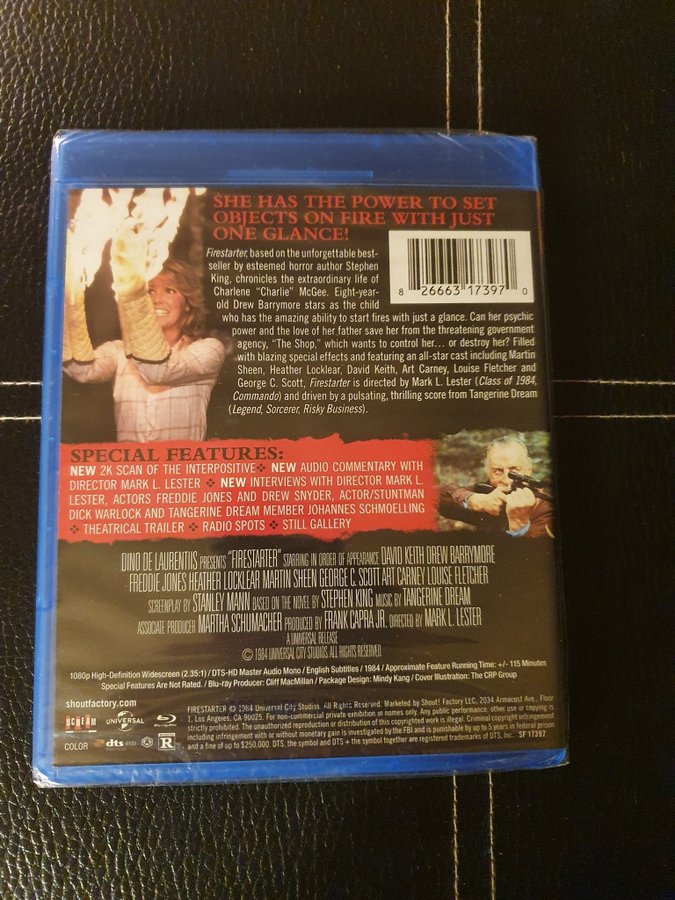 SHE HAS THE POWER TO SET
OBJECTS ON FIRE WITH JUST
ONE GLANCE!
Firestarter, based on the unforgettable best-
seller by esteemed horror author Stephen
King, chronicles the extraordinary life of
Charlene "Charlie" McGee. Eight-year-
old Drew Barrymore stars as the child
who has the amazing ability to start fires with just a glance. Can her psychic
power and the love of her father save her from the threatening government
agency, "The Shop," which wants to control her... or destroy her? Filled
with blazing special effects and featuring an all-star cast including Martin
Sheen, Heather Locklear, David Keith, Art Carney, Louise Fletcher and
George C. Scott, Firestarter is directed by Mark L. Lester (Class of 1984,
Commando) and driven by a pulsating, thrilling score from Tangerine Dream
(Legend, Sorcerer, Risky Business).
8 26663 17397 0
SPECIAL FEATURES:
NEW 2K SCAN OF THE INTERPOSITIVE ❖ NEW AUDIO COMMENTARY WITH
DIRECTOR MARK L. LESTER ❖ NEW INTERVIEWS WITH DIRECTOR MARK L.
LESTER, ACTORS FREDDIE JONES AND DREW SNYDER, ACTOR/STUNTMAN
DICK WARLOCK AND TANGERINE DREAM MEMBER JOHANNES SCHMOELLING
❖ THEATRICAL TRAILER ❖ RADIO SPOTS ❖ STILL GALLERY
DINO DE LAURENTIIS PRESENTS "FIRESTARTER" STARRING IN ORDER OF APPEARANCE DAVID KEITH DREW BARRYMORE
FREDDIE JONES HEATHER LOCKLEAR MARTIN SHEEN GEORGE C. SCOTT ART CARNEY LOUISE FLETCHER
SCREENPLAY BY STANLEY MANN BASED ON THE NOVEL BY STEPHEN KING MUSIC BY TANGERINE DREAM
ASSOCIATE PRODUCER MARTHA SCHUMACHER PRODUCED BY FRANK CAPRA JR. DIRECTED BY MARK L. LESTER
A UNIVERSAL RELEASE
© 1984 UNIVERSAL CITY STUDIOS. ALL RIGHTS RESERVED.
1080p High-Definition Widescreen (2.35:1) / DTS-HD Master Audio Mono / English Subtitles / 1984 / Approximate Feature Running Time: +/- 115 Minutes
Special Features Are Not Rated. / Blu-ray Producer: Cliff MacMillan / Package Design: Mindy Kang / Cover Illustration: The CRP Group
shoutfactory.com
SCREAM UNIVERSAL Blu-ray Disc
COLOR dts-HD R
FIRESTARTER © 1984 Universal City Studios. All Rights Reserved. Marketed by Shout! Factory LLC, 2034 Armacost Ave., Floor
1, Los Angeles, CA 90025. For non-commercial private exhibition in homes only. Any public performance, other use or copying is
strictly prohibited. The unauthorized reproduction or distribution of this copyrighted work is illegal. Criminal copyright infringement
including infringement with or without monetary gain is investigated by the FBI and is punishable by up to 5 years in federal prison
and a fine of up to $250,000. DTS, the symbol and DTS + the symbol together are registered trademarks of DTS, Inc. SF 17397